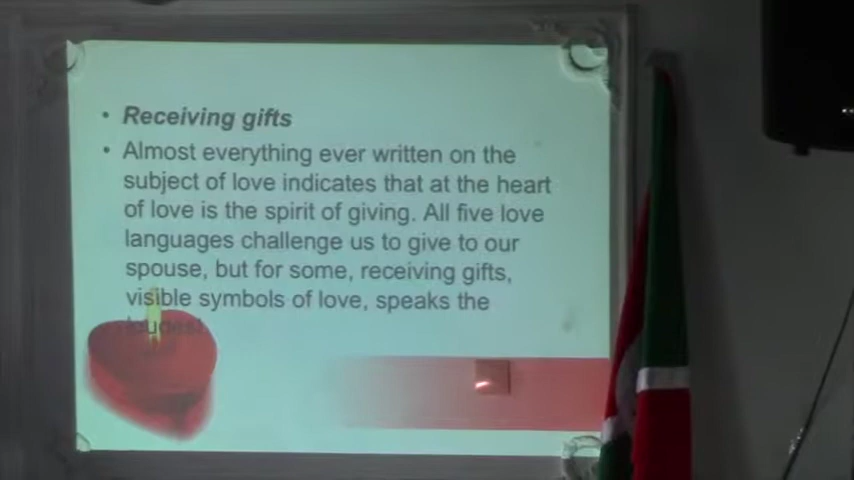 • Receiving gifts
• Almost everything ever written on the
subject of love indicates that at the heart
of love is the spirit of giving. All five love
languages challenge us to give to our
spouse, but for some, receiving gifts,
visible symbols of love, speaks the
loudest.